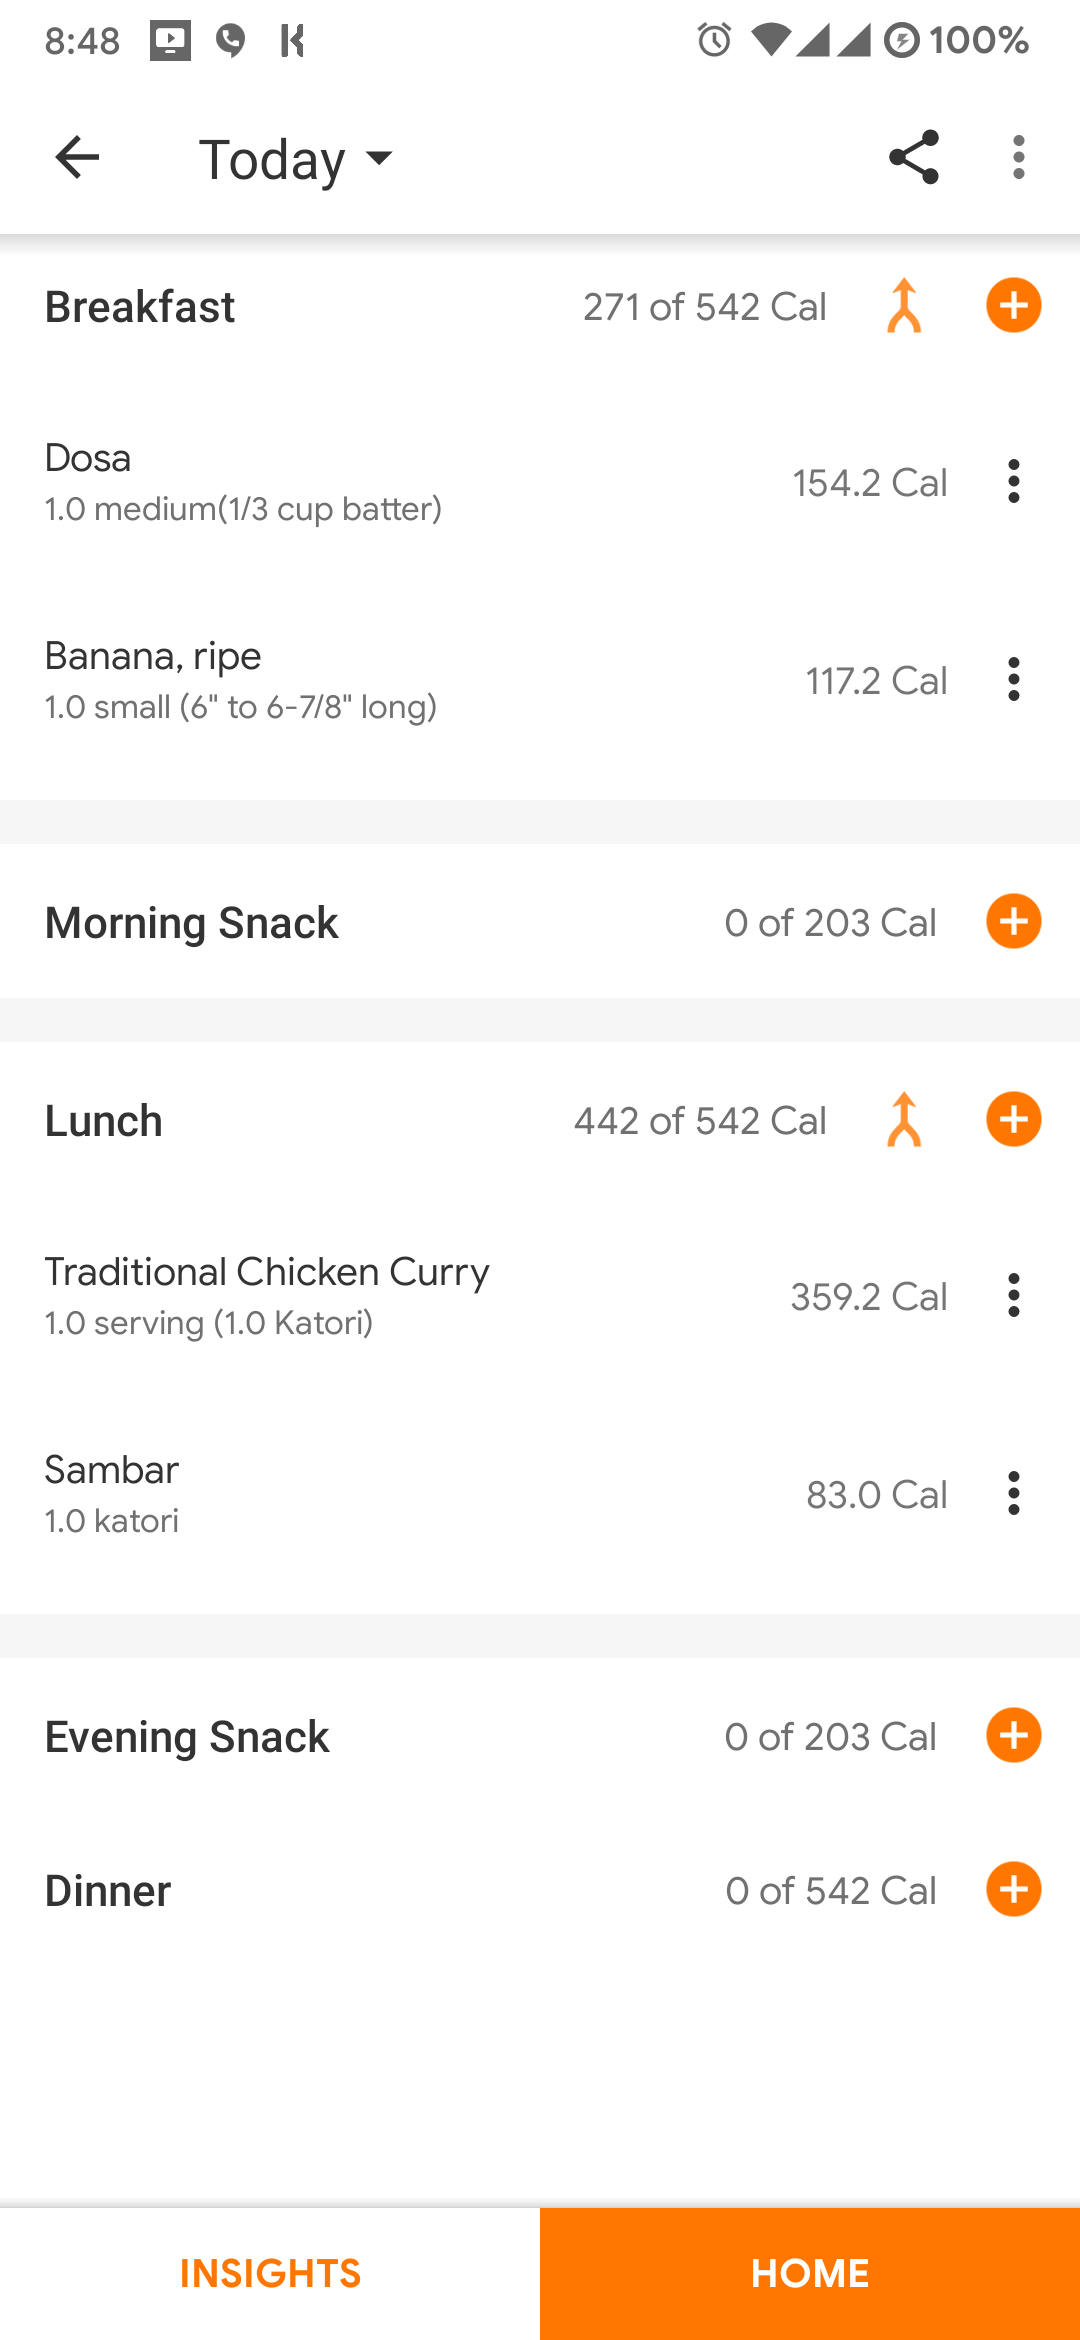 8:48 100%
Today
Breakfast 271 of 542 Cal
Dosa
1.0 medium(1/3 cup batter) 154.2 Cal
Banana, ripe
1.0 small (6" to 6-7/8" long) 117.2 Cal
Morning Snack 0 of 203 Cal
Lunch 442 of 542 Cal
Traditional Chicken Curry
1.0 serving (1.0 Katori) 359.2 Cal
Sambar
1.0 katori 83.0 Cal
Evening Snack 0 of 203 Cal
Dinner 0 of 542 Cal
INSIGHTS HOME